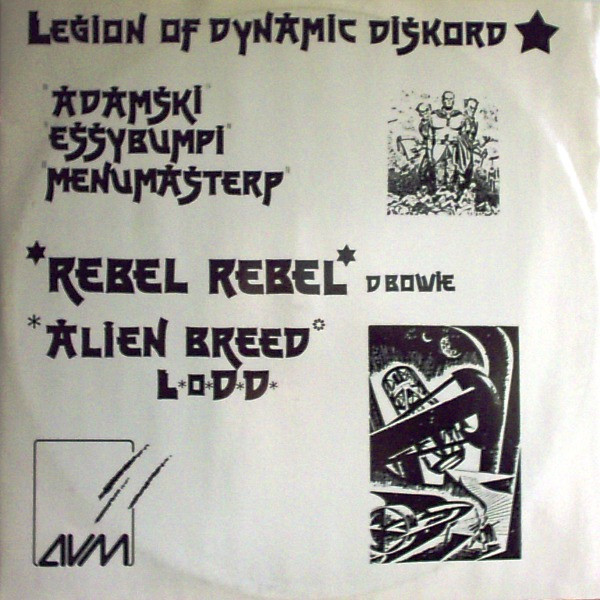 LEGION OF DYNAMIC DISKORD ★
"ADAMSKI"
"ESSYBUMPI"
"MENUMASTERP"
*REBEL REBEL* D BOWIE
*ALIEN BREED*
L*O*D*D*
AVM